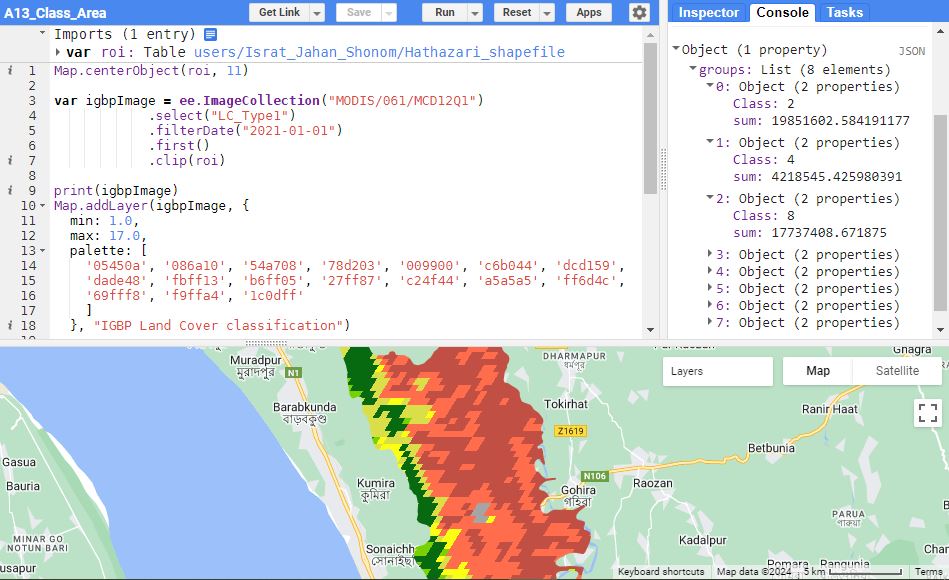 A13_Class_Area
Get Link
Save
Run
Reset
Apps
Inspector
Console
Tasks
Imports (1 entry)
var roi: Table users/Israt_Jahan_Shonom/Hathazari_shapefile
i 1 Map.centerObject(roi, 11)
2
3 var igbpImage = ee.ImageCollection("MODIS/061/MCD12Q1")
4 .select("LC_Type1")
5 .filterDate("2021-01-01")
6 .first()
i 7 .clip(roi)
8
i 9 print(igbpImage)
10 Map.addLayer(igbpImage, {
11 min: 1.0,
12 max: 17.0,
13 palette: [
14 '05450a', '086a10', '54a708', '78d203', '009900', 'c6b044', 'dcd159',
15 'dade48', 'fbff13', 'b6ff05', '27ff87', 'c24f44', 'a5a5a5', 'ff6d4c',
16 '69fff8', 'f9ffa4', '1c0dff'
17 ]
i 18 }, "IGBP Land Cover classification")
Object (1 property)
JSON
groups: List (8 elements)
0: Object (2 properties)
Class: 2
sum: 19851602.584191177
1: Object (2 properties)
Class: 4
sum: 4218545.425980391
2: Object (2 properties)
Class: 8
sum: 17737408.671875
3: Object (2 properties)
4: Object (2 properties)
5: Object (2 properties)
6: Object (2 properties)
7: Object (2 properties)
Muradpur
মুরাদপুর
N1
Barabkunda
বাড়বকুণ্ড
Gasua
Bauria
Kumira
কুমিরা
MINAR GO
NOTUN BARI
usapur
Sonaichh
সোনাইছ
DHARMAPUR
ধর্মপুর
Tokirhat
Z1619
N106
Gohira
গহিরা
Raozan
Layers
Map
Satellite
Gnagra
Ranir Haat
Betbunia
PARUA
পারুয়া
Kadalpur
Chan
Pomara
Rangunia
Keyboard shortcuts
Map data ©2024
5 km
Terms